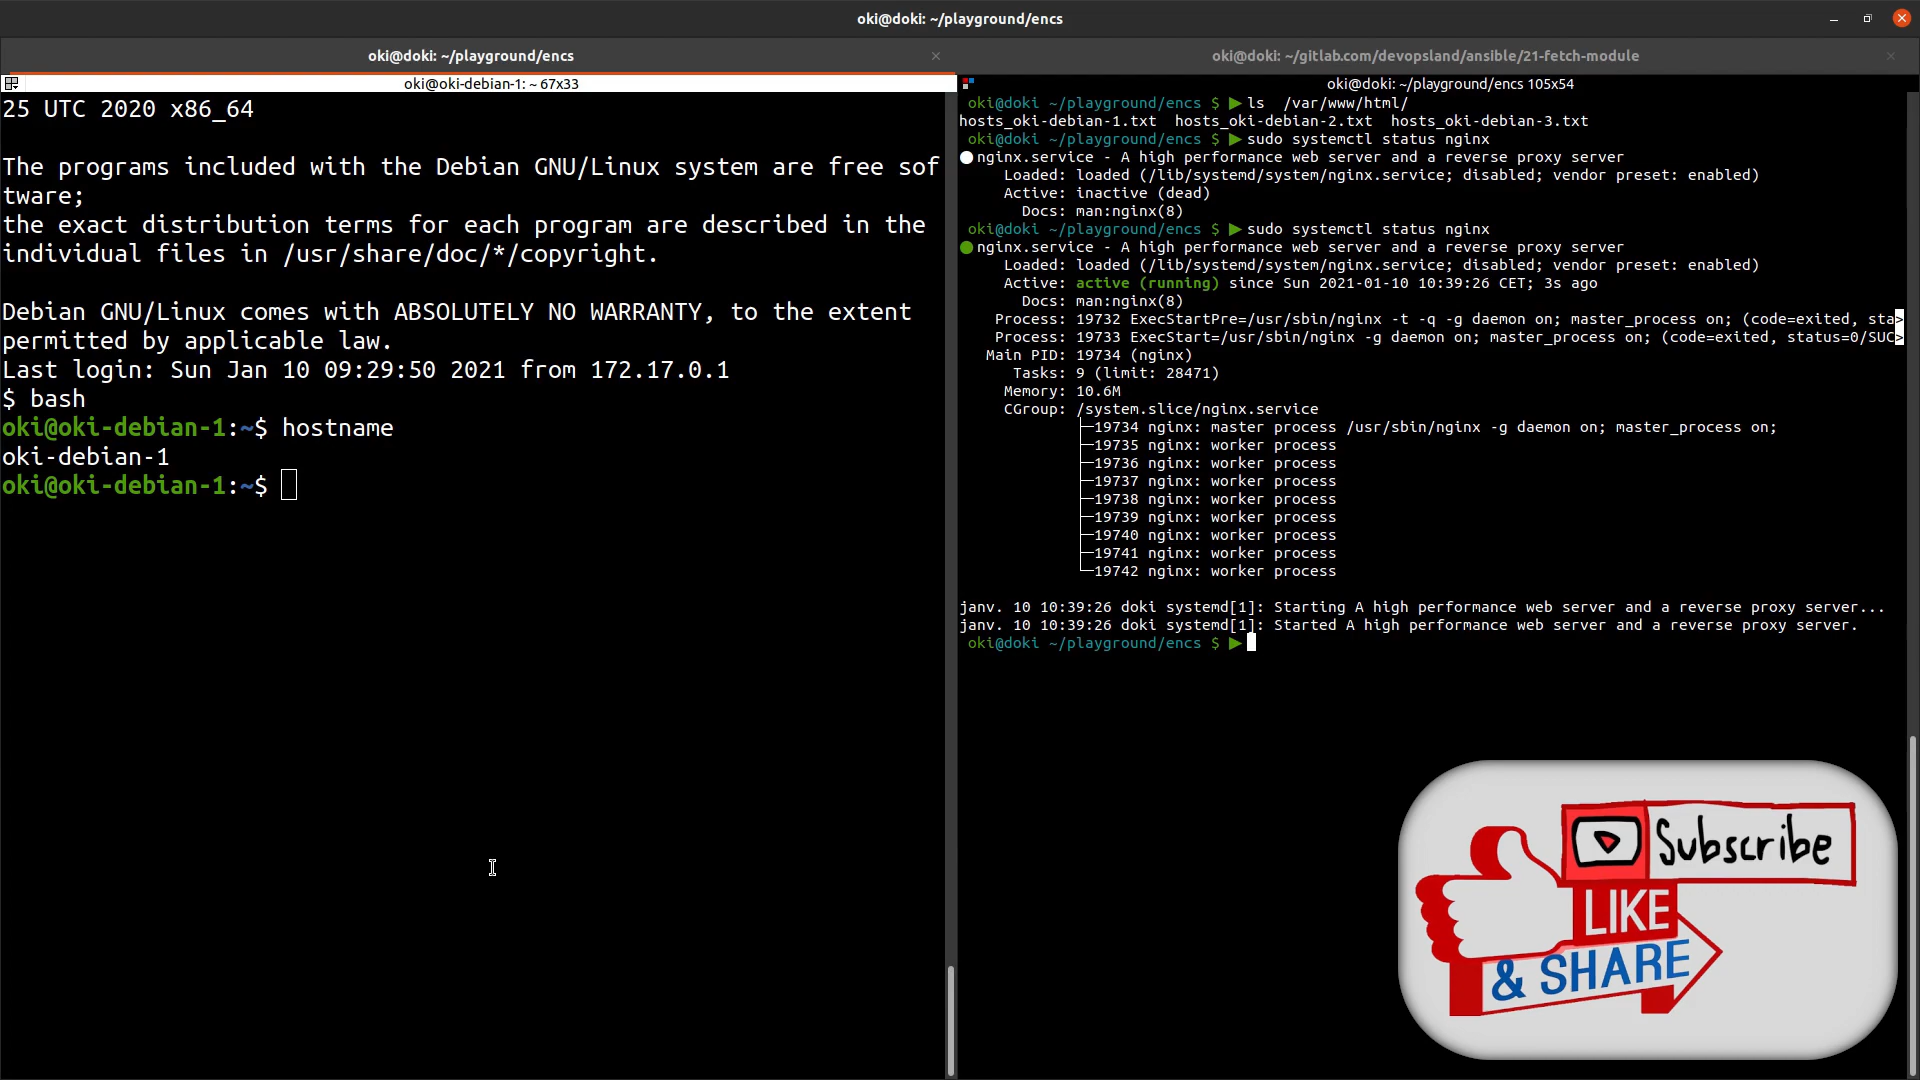 oki@doki: ~/playground/encs
oki@doki: ~/playground/encs
oki@doki: ~/gitlab.com/devopsland/ansible/21-fetch-module
oki@oki-debian-1: ~ 67x33
25 UTC 2020 x86_64
The programs included with the Debian GNU/Linux system are free sof
tware;
the exact distribution terms for each program are described in the
individual files in /usr/share/doc/*/copyright.
Debian GNU/Linux comes with ABSOLUTELY NO WARRANTY, to the extent
permitted by applicable law.
Last login: Sun Jan 10 09:29:50 2021 from 172.17.0.1
$ bash
oki@oki-debian-1:~$ hostname
oki-debian-1
oki@oki-debian-1:~$
oki@doki: ~/playground/encs 105x54
oki@doki ~/playground/encs $ ▶ ls  /var/www/html/
hosts_oki-debian-1.txt  hosts_oki-debian-2.txt  hosts_oki-debian-3.txt
oki@doki ~/playground/encs $ ▶ sudo systemctl status nginx
● nginx.service - A high performance web server and a reverse proxy server
Loaded: loaded (/lib/systemd/system/nginx.service; disabled; vendor preset: enabled)
Active: inactive (dead)
Docs: man:nginx(8)
oki@doki ~/playground/encs $ ▶ sudo systemctl status nginx
● nginx.service - A high performance web server and a reverse proxy server
Loaded: loaded (/lib/systemd/system/nginx.service; disabled; vendor preset: enabled)
Active: active (running) since Sun 2021-01-10 10:39:26 CET; 3s ago
Docs: man:nginx(8)
Process: 19732 ExecStartPre=/usr/sbin/nginx -t -q -g daemon on; master_process on; (code=exited, sta>
Process: 19733 ExecStart=/usr/sbin/nginx -g daemon on; master_process on; (code=exited, status=0/SUC>
Main PID: 19734 (nginx)
Tasks: 9 (limit: 28471)
Memory: 10.6M
CGroup: /system.slice/nginx.service
├─19734 nginx: master process /usr/sbin/nginx -g daemon on; master_process on;
├─19735 nginx: worker process
├─19736 nginx: worker process
├─19737 nginx: worker process
├─19738 nginx: worker process
├─19739 nginx: worker process
├─19740 nginx: worker process
├─19741 nginx: worker process
└─19742 nginx: worker process
janv. 10 10:39:26 doki systemd[1]: Starting A high performance web server and a reverse proxy server...
janv. 10 10:39:26 doki systemd[1]: Started A high performance web server and a reverse proxy server.
oki@doki ~/playground/encs $ ▶
Subscribe
LIKE
& SHARE